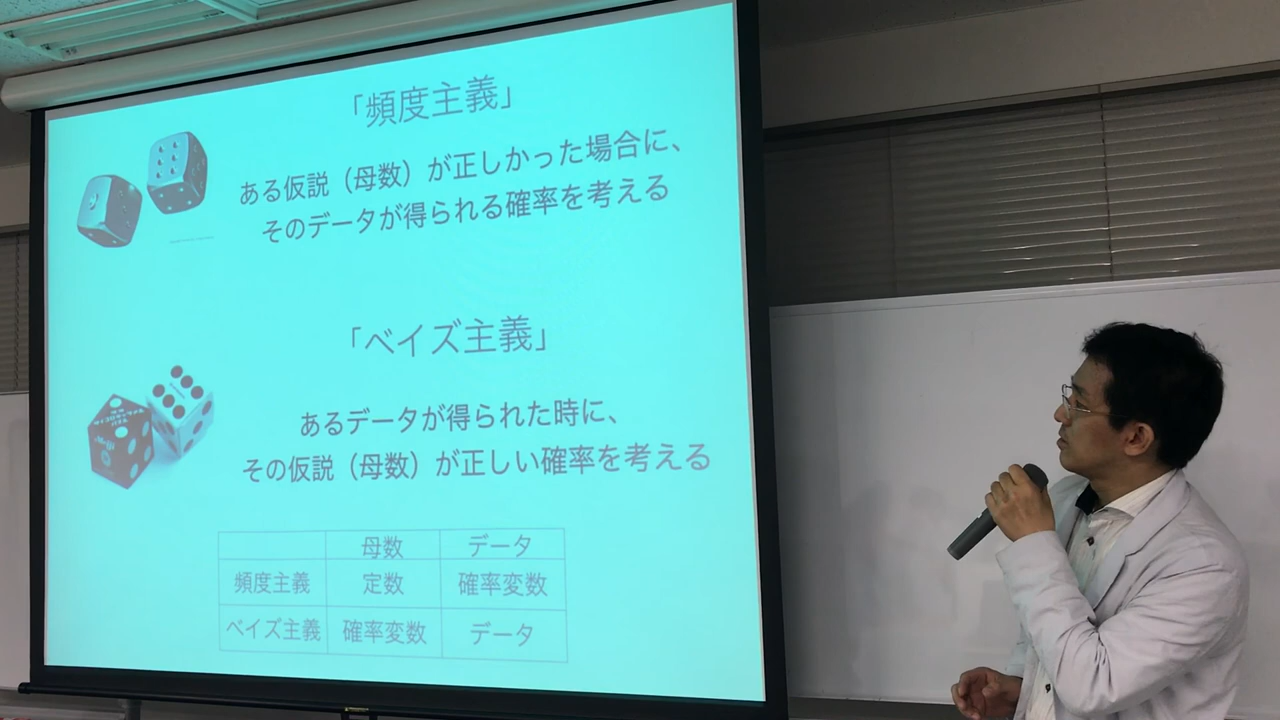 「頻度主義」
ある仮説（母数）が正しかった場合に、
そのデータが得られる確率を考える
「ベイズ主義」
あるデータが得られた時に、
その仮説（母数）が正しい確率を考える
母数 データ
頻度主義 定数 確率変数
ベイズ主義 確率変数 データ